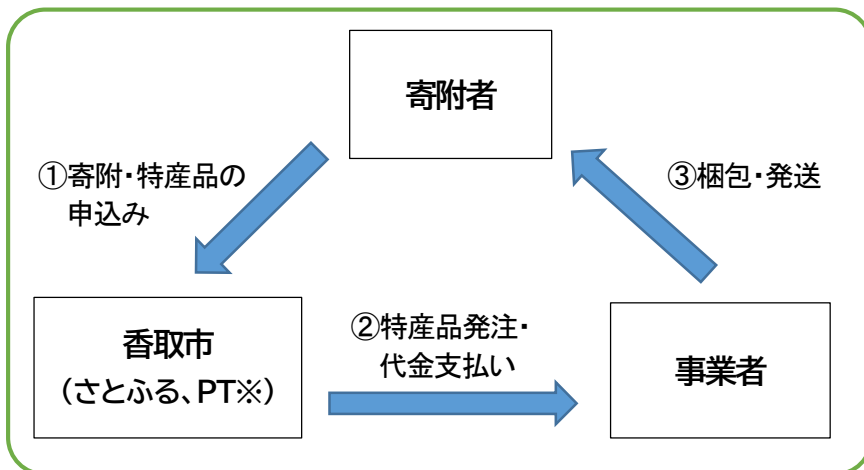 寄附者
①寄附・特産品の
申込み
③梱包・発送
香取市
（さとふる、PT※）
②特産品発注・
代金支払い
事業者